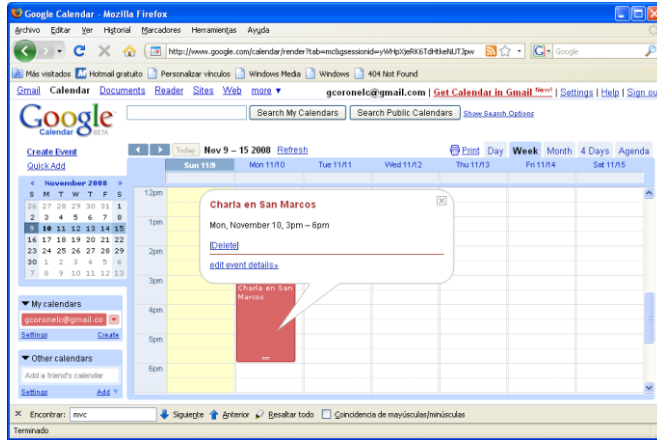 Google Calendar - Mozilla Firefox
Archivo Editar Ver Historial Marcadores Herramientas Ayuda
http://www.google.com/calendar/render?tab=mc&gsessionid=yWHpXjeRK6TdHtkeNUTJpw Google
Más visitados Hotmail gratuito Personalizar vínculos Windows Media Windows 404 Not Found
Gmail Calendar Documents Reader Sites Web more ▼ gcoronelc@gmail.com | Get Calendar in Gmail New! | Settings | Help | Sign ou
Google Calendar BETA
Search My Calendars Search Public Calendars Show Search Options
Create Event
Quick Add
Today Nov 9 – 15 2008 Refresh Print Day Week Month 4 Days Agenda
Sun 11/9 Mon 11/10 Tue 11/11 Wed 11/12 Thu 11/13 Fri 11/14 Sat 11/15
« November 2008 »
S M T W T F S
26 27 28 29 30 31 1
2 3 4 5 6 7 8
9 10 11 12 13 14 15
16 17 18 19 20 21 22
23 24 25 26 27 28 29
30 1 2 3 4 5 6
7 8 9 10 11 12 13
▼ My calendars
gcoronelc@gmail.co
Settings Create
▼ Other calendars
Add a friend's calendar
Settings Add ▼
12pm
1pm
2pm
3pm
4pm
5pm
6pm
Charla en San Marcos
Mon, November 10, 3pm – 6pm
[Delete]
edit event details»
Charla en San
Marcos
× Encontrar: mvc Siguiente Anterior Resaltar todo Coincidencia de mayúsculas/minúsculas
Terminado